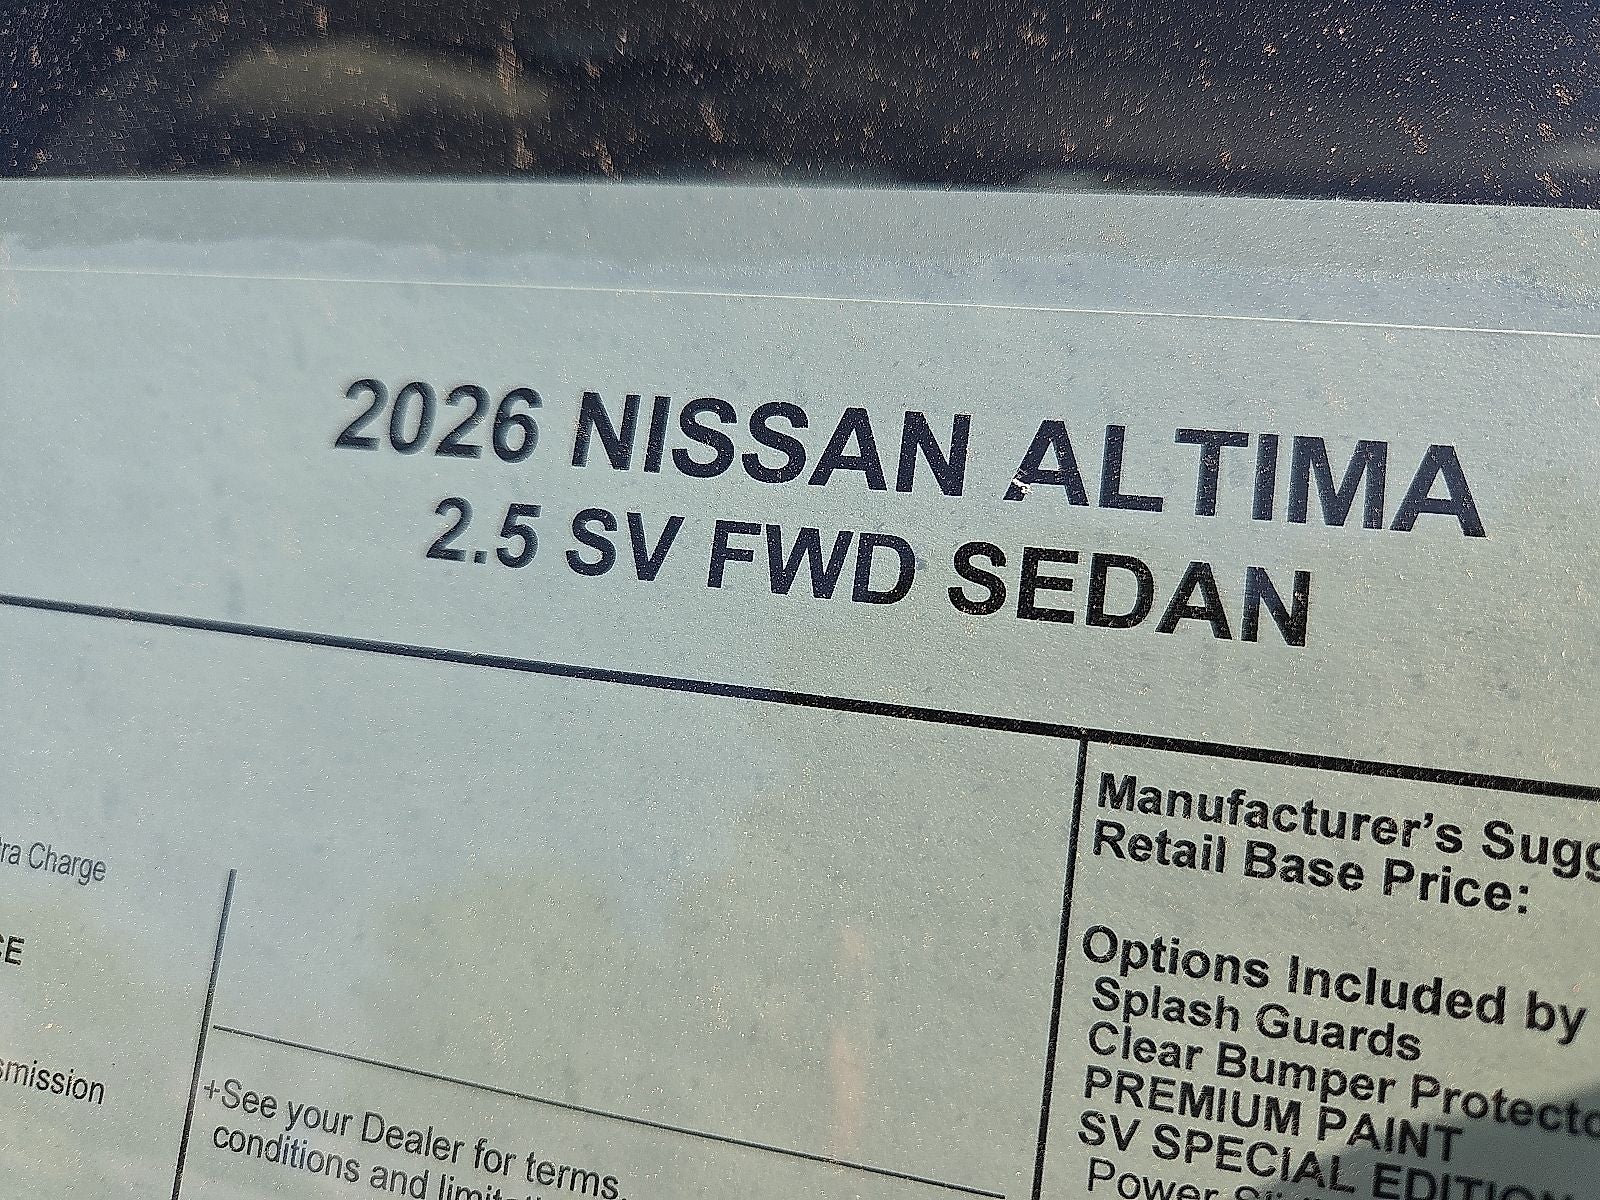 2026 NISSAN ALTIMA
2.5 SV FWD SEDAN
Charge
Manufacturer's
Retail Base Price:
Options Included by
Splash Guards
Clear Bumper
PREMIUM PAINT
SV SPECIAL
Power
+See your Dealer for terms,
conditions and